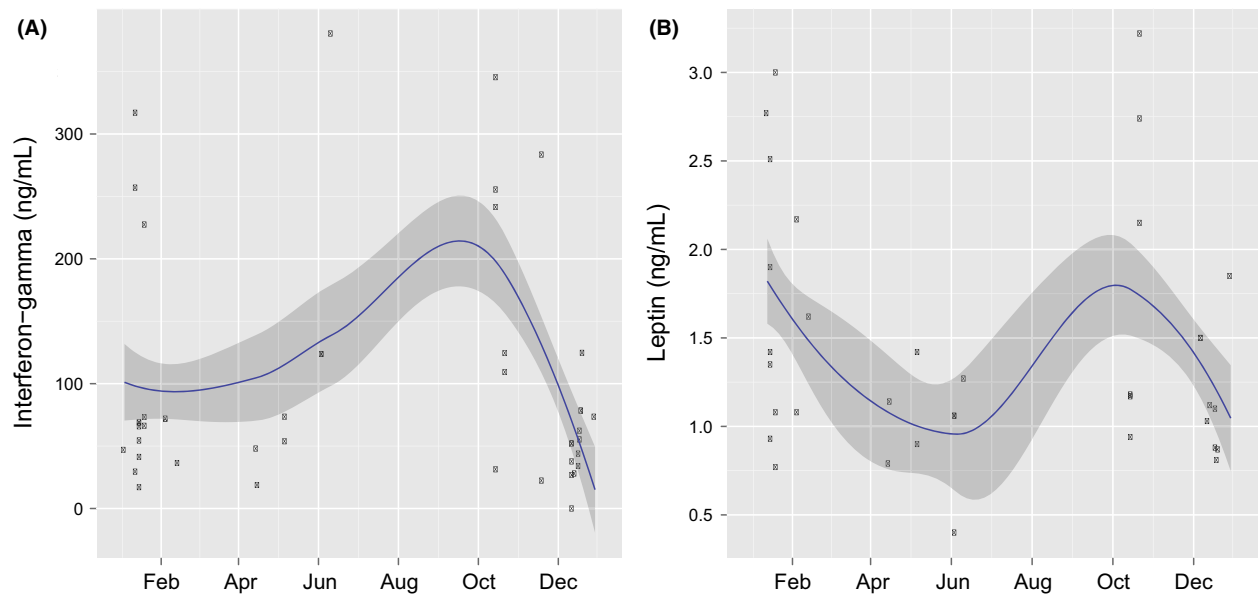 (A)
Interferon−gamma (ng/mL)
300
200
100
0
Feb Apr Jun Aug Oct Dec
(B)
Leptin (ng/mL)
3.0
2.5
2.0
1.5
1.0
0.5
Feb Apr Jun Aug Oct Dec